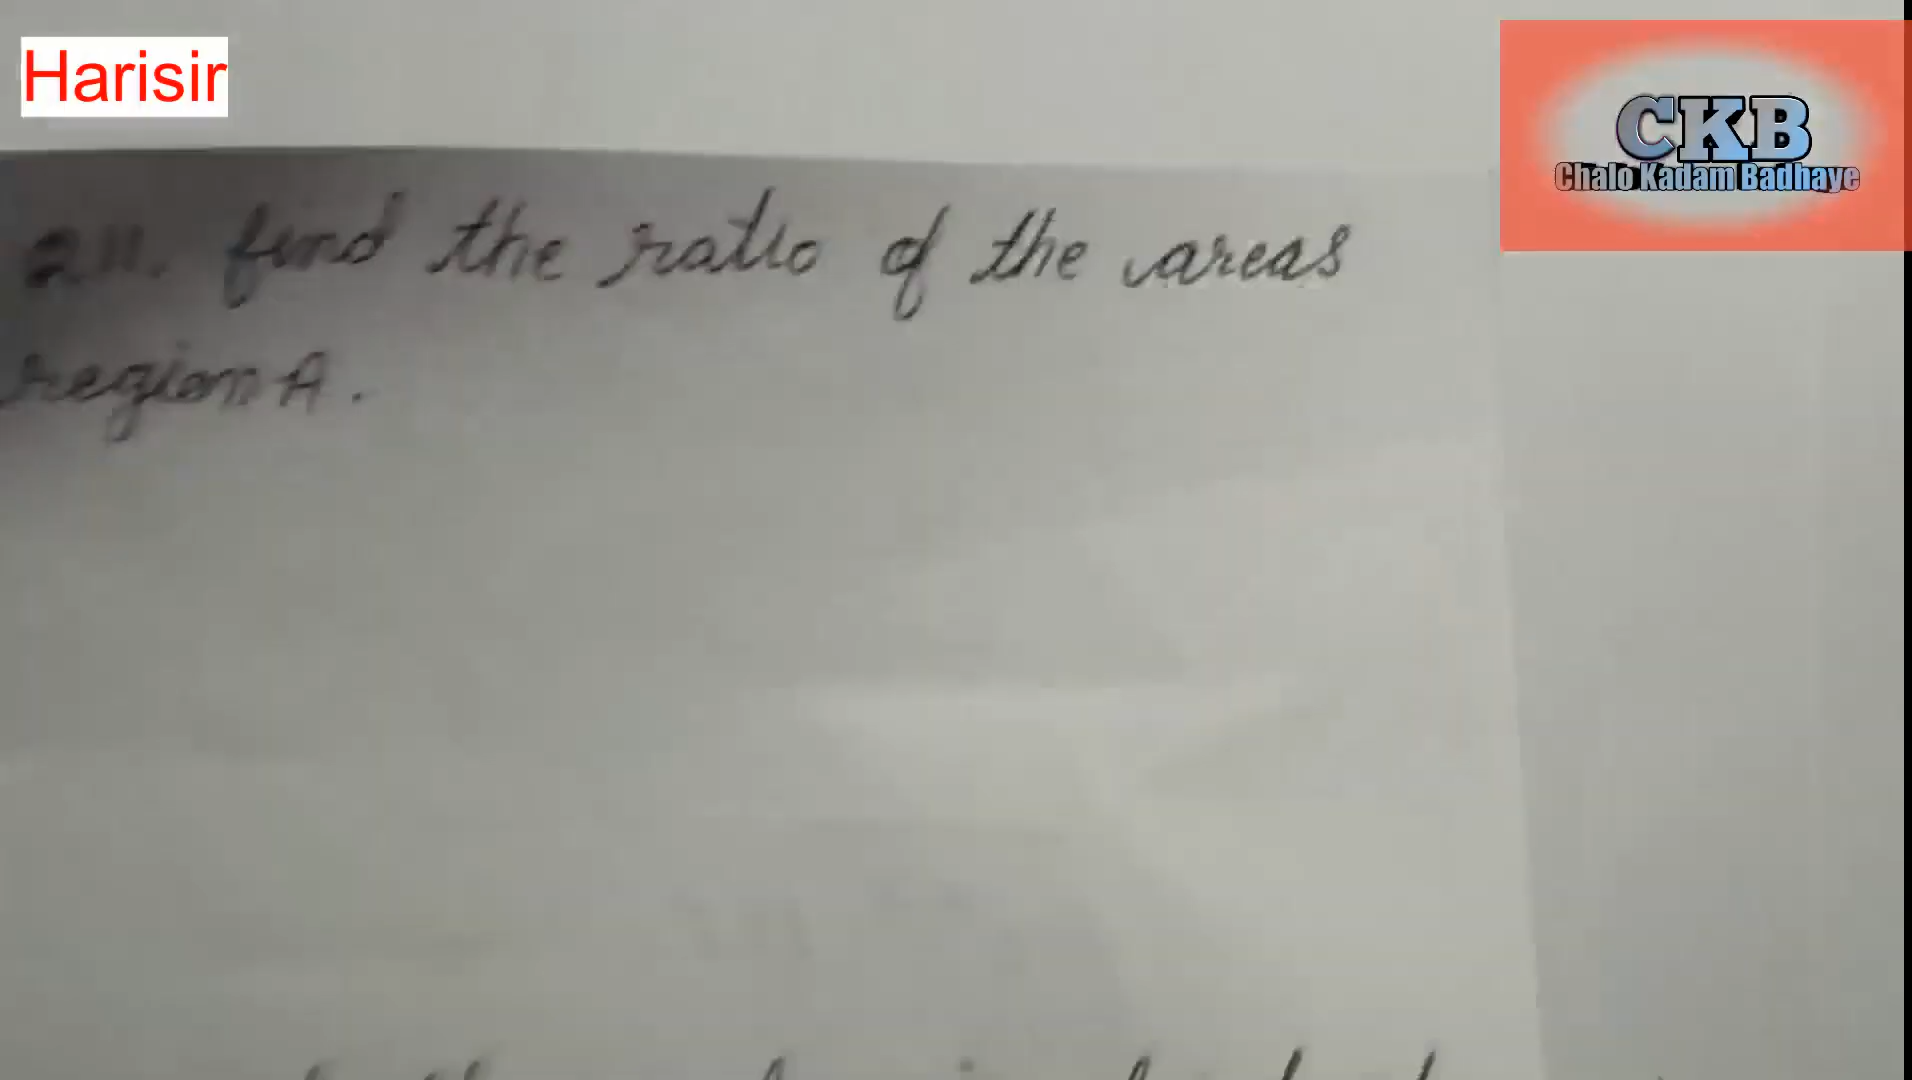 Harisir
CKB
Chalo Kadam Badhaye
Q11. find the ratio of the areas
region A.